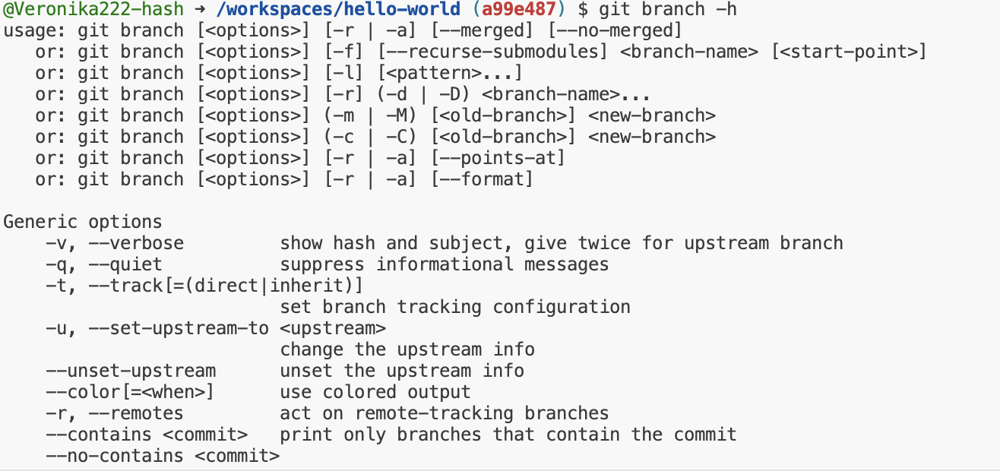 @Veronika222-hash → /workspaces/hello-world (a99e487) $ git branch -h
usage: git branch [<options>] [-r | -a] [--merged] [--no-merged]
   or: git branch [<options>] [-f] [--recurse-submodules] <branch-name> [<start-point>]
   or: git branch [<options>] [-l] [<pattern>...]
   or: git branch [<options>] [-r] (-d | -D) <branch-name>...
   or: git branch [<options>] (-m | -M) [<old-branch>] <new-branch>
   or: git branch [<options>] (-c | -C) [<old-branch>] <new-branch>
   or: git branch [<options>] [-r | -a] [--points-at]
   or: git branch [<options>] [-r | -a] [--format]

Generic options
    -v, --verbose         show hash and subject, give twice for upstream branch
    -q, --quiet           suppress informational messages
    -t, --track[=(direct|inherit)]
                          set branch tracking configuration
    -u, --set-upstream-to <upstream>
                          change the upstream info
    --unset-upstream      unset the upstream info
    --color[=<when>]      use colored output
    -r, --remotes         act on remote-tracking branches
    --contains <commit>   print only branches that contain the commit
    --no-contains <commit>